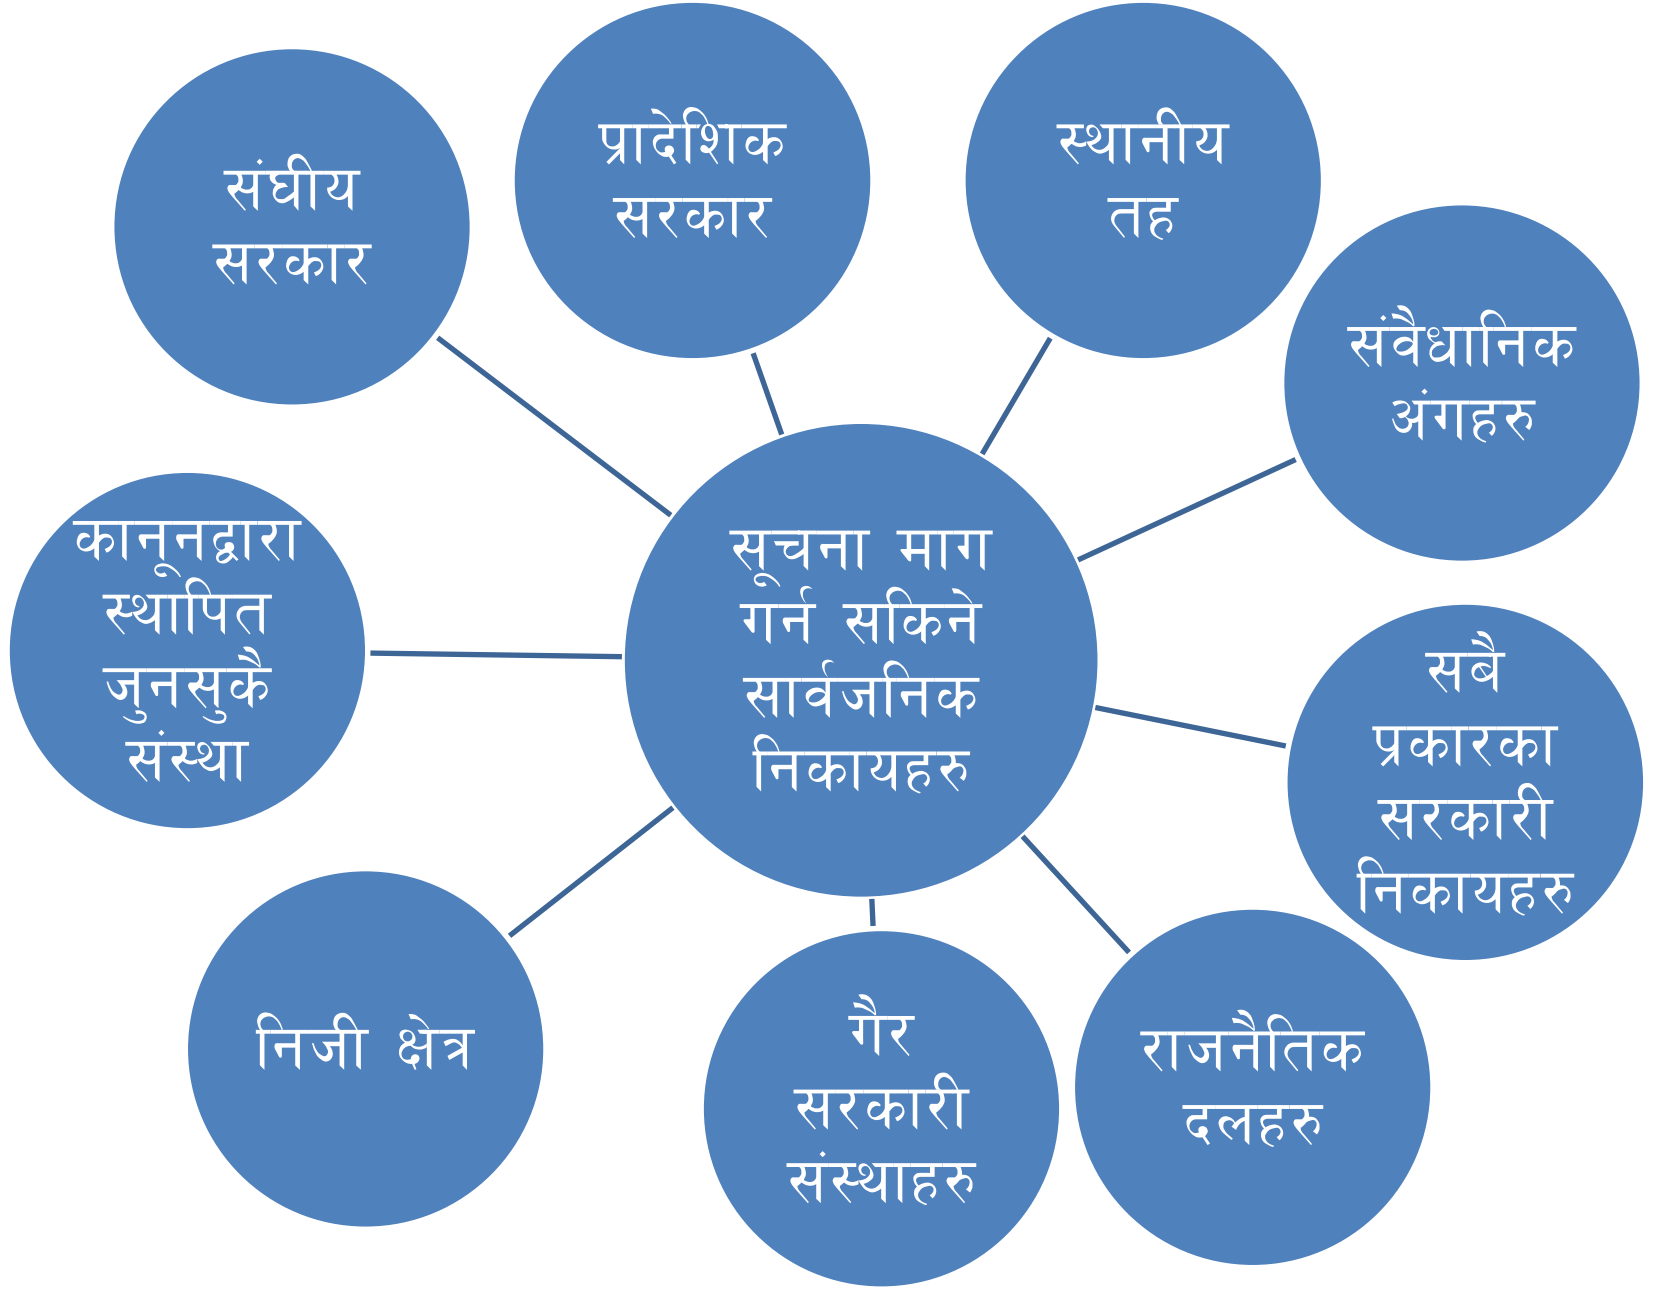 संघीय
सरकार
प्रादेशिक
सरकार
स्थानीय
तह
संवैधानिक
अंगहरु
सबै
प्रकारका
सरकारी
निकायहरु
राजनैतिक
दलहरु
गैर
सरकारी
संस्थाहरु
निजी क्षेत्र
कानूनद्वारा
स्थापित
जुनसुकै
संस्था
सूचना माग
गर्न सकिने
सार्वजनिक
निकायहरु